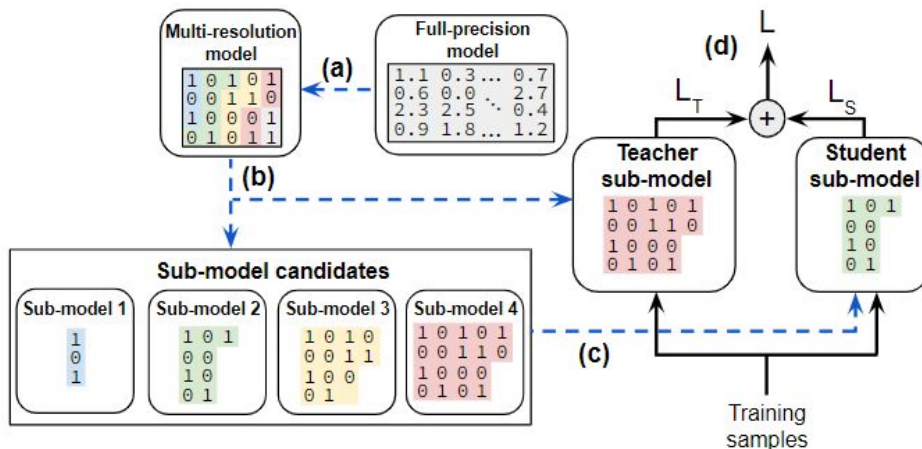 Multi-resolution
model
1 0 1 0 1
0 0 1 1 0
1 0 0 0 1
0 1 0 1 1
(a)
Full-precision
model
1.1 0.3 ... 0.7
0.6 0.0 ⋱ 2.7
2.3 2.5 0.4
0.9 1.8 ... 1.2
(b)
(d)
L
L_T
+
L_S
Teacher
sub-model
1 0 1 0 1
0 0 1 1 0
1 0 0 0
0 1 0 1
Student
sub-model
1 0 1
0 0
1 0
0 1
Sub-model candidates
Sub-model 1
1
0
1
Sub-model 2
1 0 1
0 0
1 0
0 1
Sub-model 3
1 0 1 0
0 0 1 1
1 0 0
0 1
Sub-model 4
1 0 1 0 1
0 0 1 1 0
1 0 0 0
0 1 0 1
(c)
Training
samples